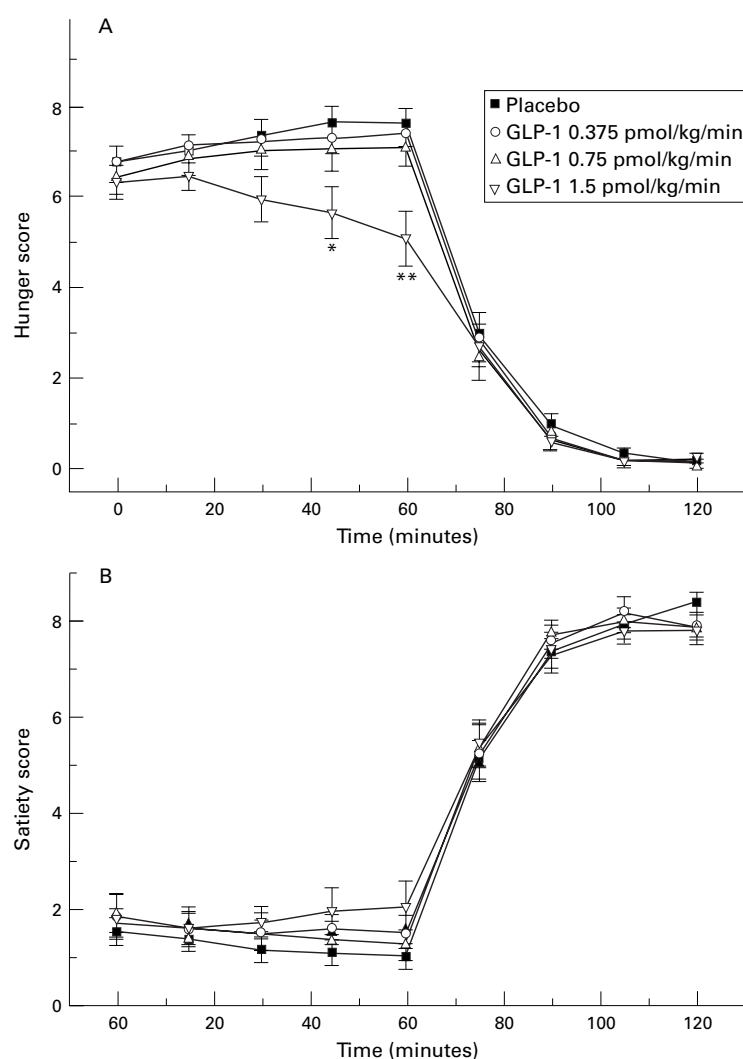 A
8
6
4
2
0
Hunger score
Placebo
GLP-1 0.375 pmol/kg/min
GLP-1 0.75 pmol/kg/min
GLP-1 1.5 pmol/kg/min
*
**
0 20 40 60 80 100 120
Time (minutes)
B
8
6
4
2
0
Satiety score
60 20 40 60 80 100 120
Time (minutes)